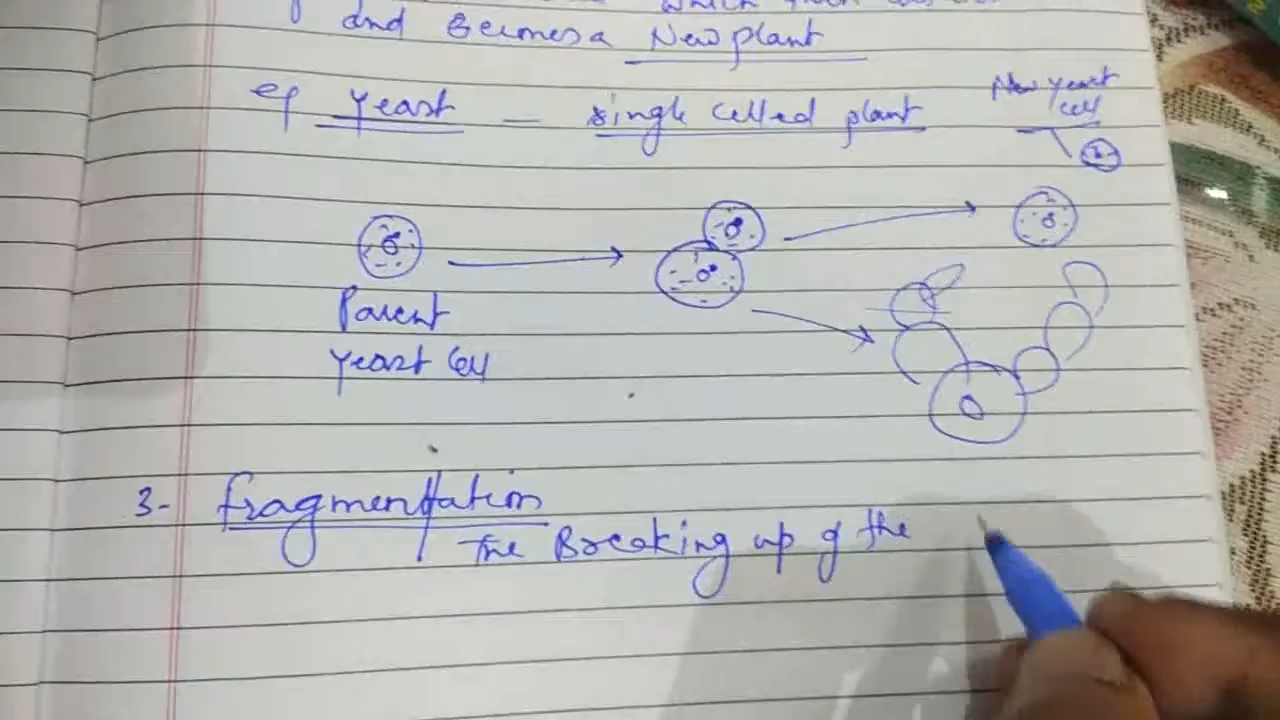 which
and Becomes a New plant
eg Yeast - single celled plant
New yeast
cell
Parent
Yeast Cell
3- fragmentation
The Breaking up of the